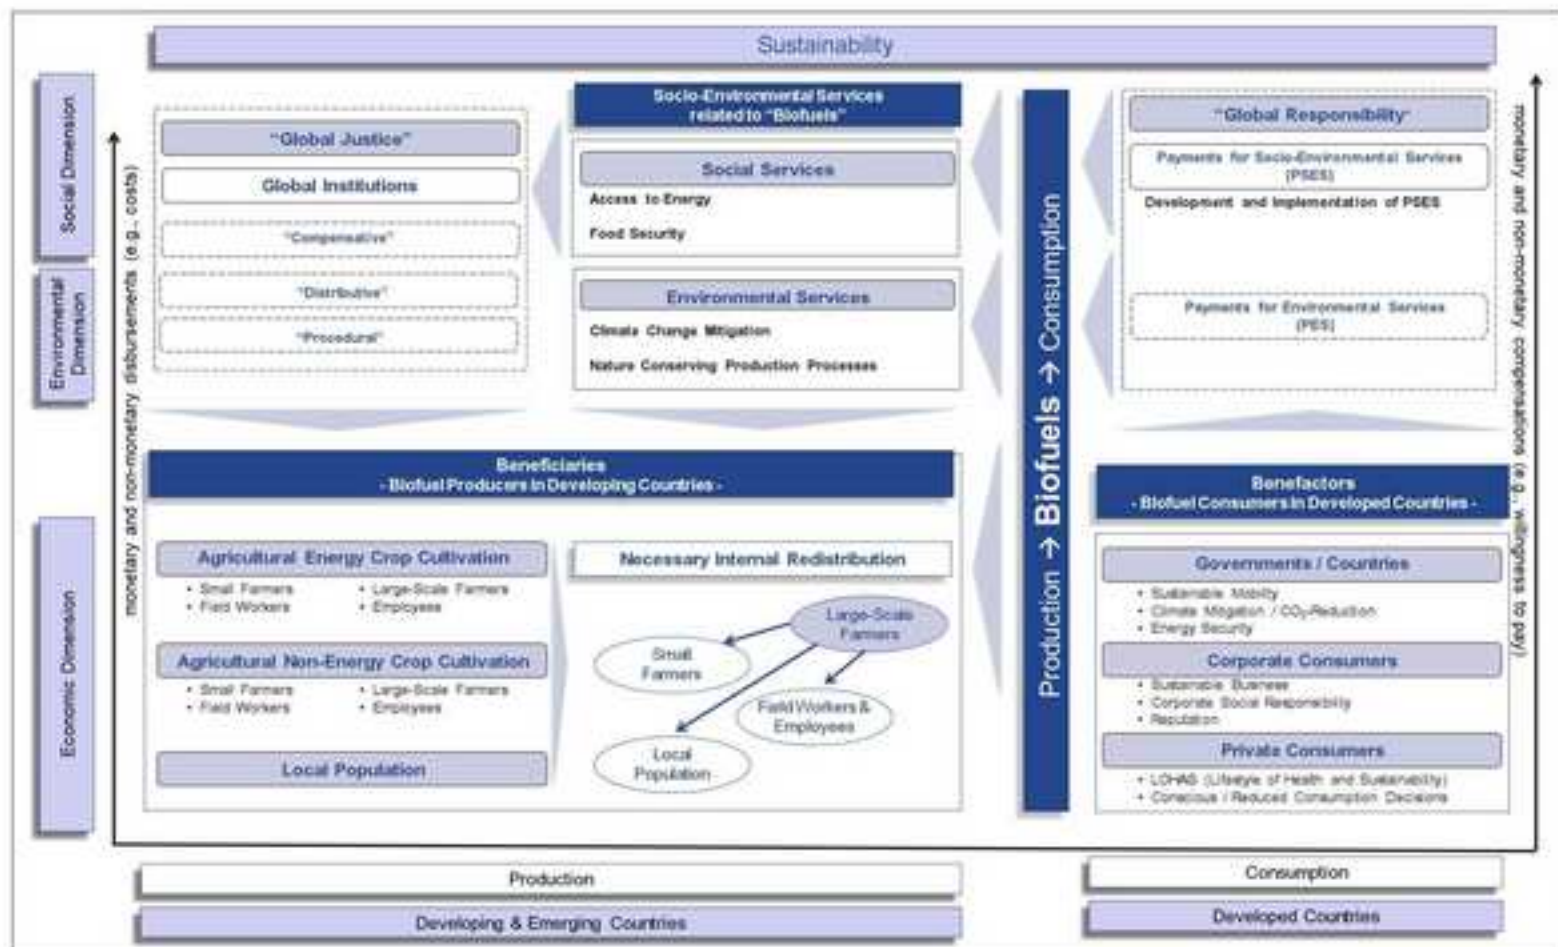 Sustainability
Social Dimension
Environmental
Dimension
Economic Dimension
monetary and non-monetary disbursements (e.g., costs)
"Global Justice"
Global Institutions
"Compensative"
"Distributive"
"Procedural"
Socio-Environmental Services
related to "Biofuels"
Social Services
Access to Energy
Food Security
Environmental Services
Climate Change Mitigation
Nature Conserving Production Processes
Production → Biofuels → Consumption
"Global Responsibility"
Payments for Socio-Environmental Services
(PSES)
Development and Implementation of PSES
Payments for Environmental Services
(PES)
monetary and non-monetary compensations (e.g., willingness to pay)
Beneficiaries
- Biofuel Producers in Developing Countries -
Agricultural Energy Crop Cultivation
• Small Farmers
• Field Workers
• Large-Scale Farmers
• Employees
Agricultural Non-Energy Crop Cultivation
• Small Farmers
• Field Workers
• Large-Scale Farmers
• Employees
Local Population
Necessary Internal Redistribution
Large-Scale
Farmers
Small
Farmers
Field Workers &
Employees
Local
Population
Benefactors
- Biofuel Consumers in Developed Countries -
Governments / Countries
• Sustainable Mobility
• Climate Mitigation / CO₂-Reduction
• Energy Security
Corporate Consumers
• Sustainable Business
• Corporate Social Responsibility
• Reputation
Private Consumers
• LOHAS (Lifestyle of Health and Sustainability)
• Conscious / Reduced Consumption Decisions
Production
Developing & Emerging Countries
Consumption
Developed Countries